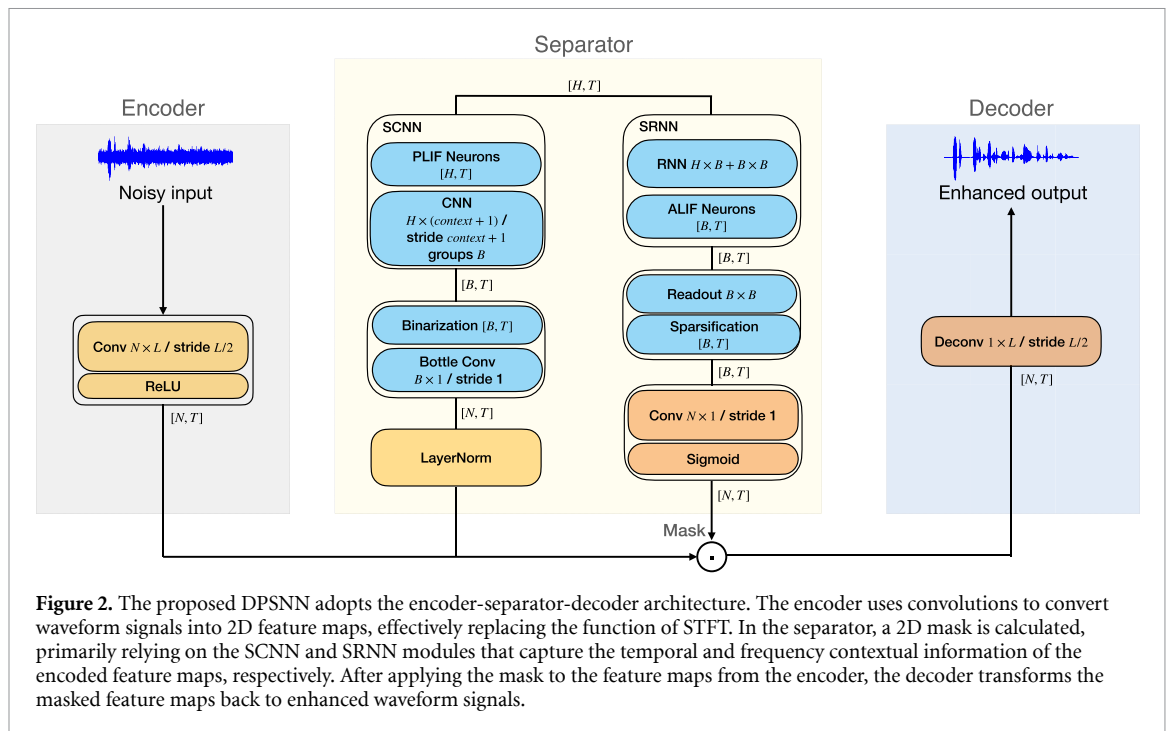 Separator
Encoder
Decoder
[H, T]
Noisy input
Conv N × L / stride L/2
ReLU
[N, T]
SCNN
PLIF Neurons
[H, T]
CNN
H × (context + 1) /
stride context + 1
groups B
[B, T]
Binarization [B, T]
Bottle Conv
B × 1 / stride 1
[N, T]
LayerNorm
SRNN
RNN H × B + B × B
ALIF Neurons
[B, T]
[B, T]
Readout B × B
Sparsification
[B, T]
[B, T]
Conv N × 1 / stride 1
Sigmoid
[N, T]
Mask
Enhanced output
Deconv 1 × L / stride L/2
[N, T]
Figure 2. The proposed DPSNN adopts the encoder-separator-decoder architecture. The encoder uses convolutions to convert
waveform signals into 2D feature maps, effectively replacing the function of STFT. In the separator, a 2D mask is calculated,
primarily relying on the SCNN and SRNN modules that capture the temporal and frequency contextual information of the
encoded feature maps, respectively. After applying the mask to the feature maps from the encoder, the decoder transforms the
masked feature maps back to enhanced waveform signals.